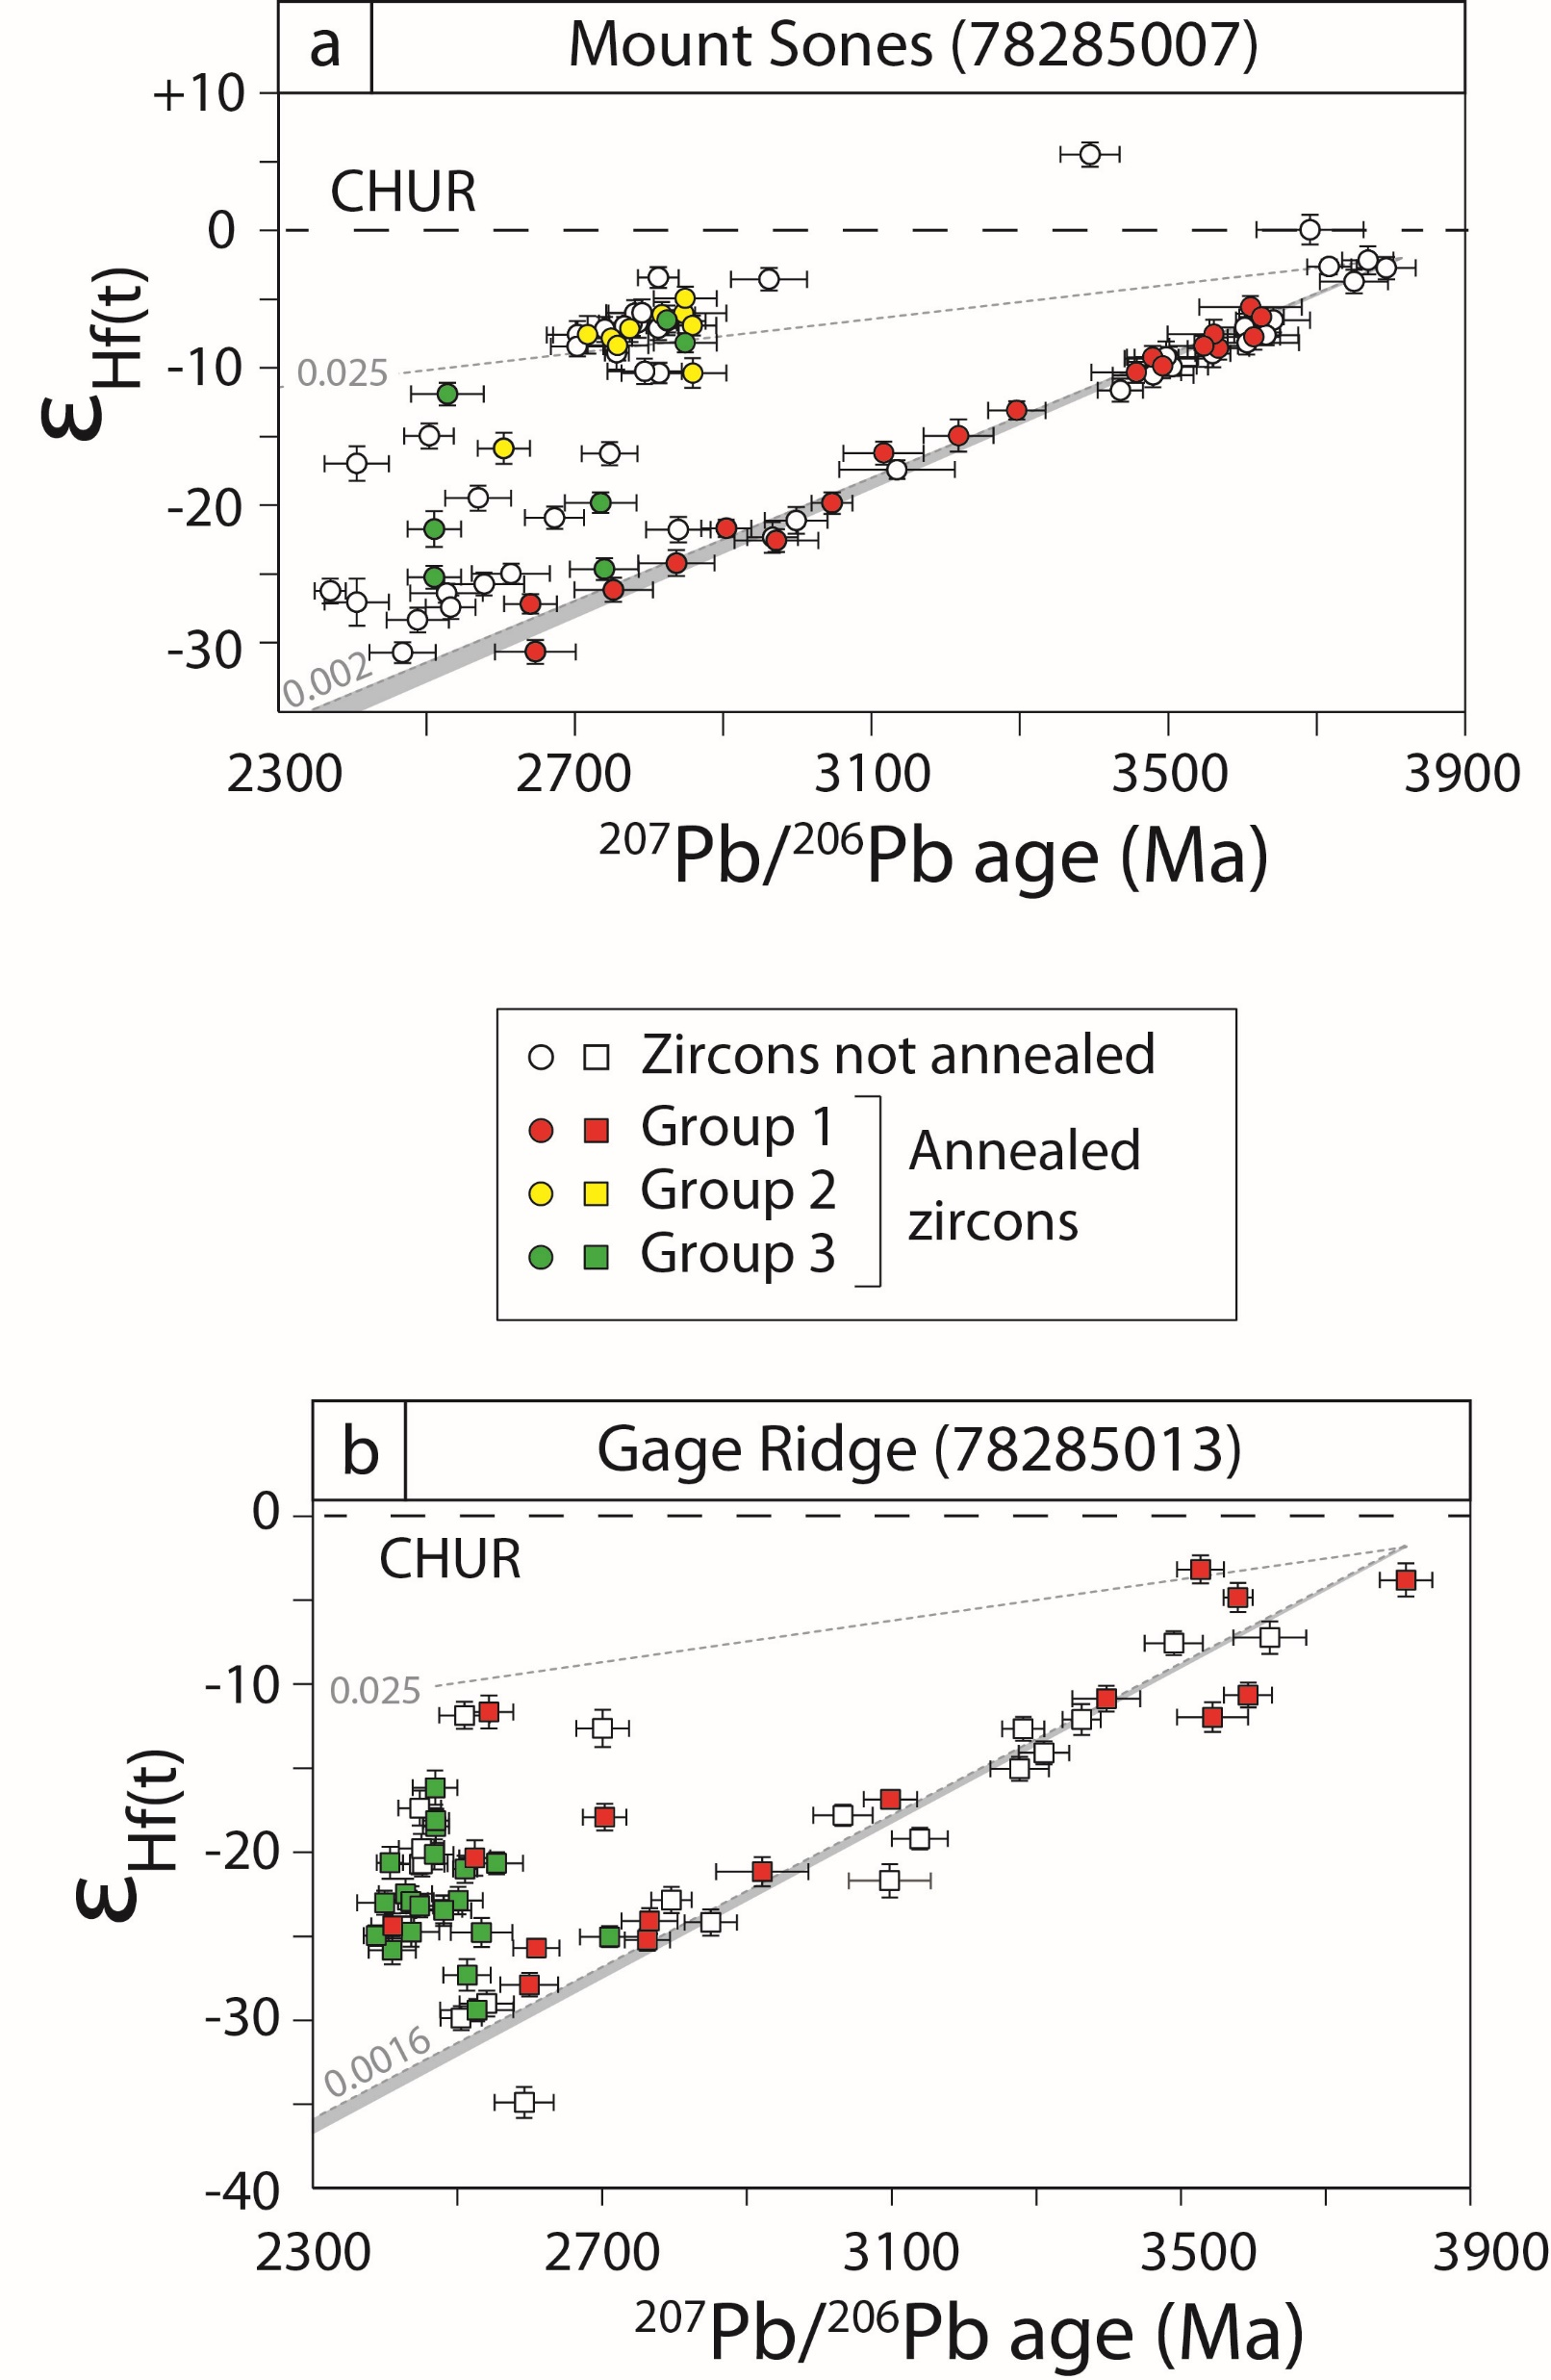 a
Mount Sones (78285007)
+10
CHUR
0
-10
0.025
-20
-30
0.002
εHf(t)
2300 2700 3100 3500 3900
207Pb/206Pb age (Ma)
Zircons not annealed
Group 1
Group 2
Group 3
Annealed
zircons
b
Gage Ridge (78285013)
0
CHUR
-10
0.025
-20
-30
0.0016
-40
εHf(t)
2300 2700 3100 3500 3900
207Pb/206Pb age (Ma)